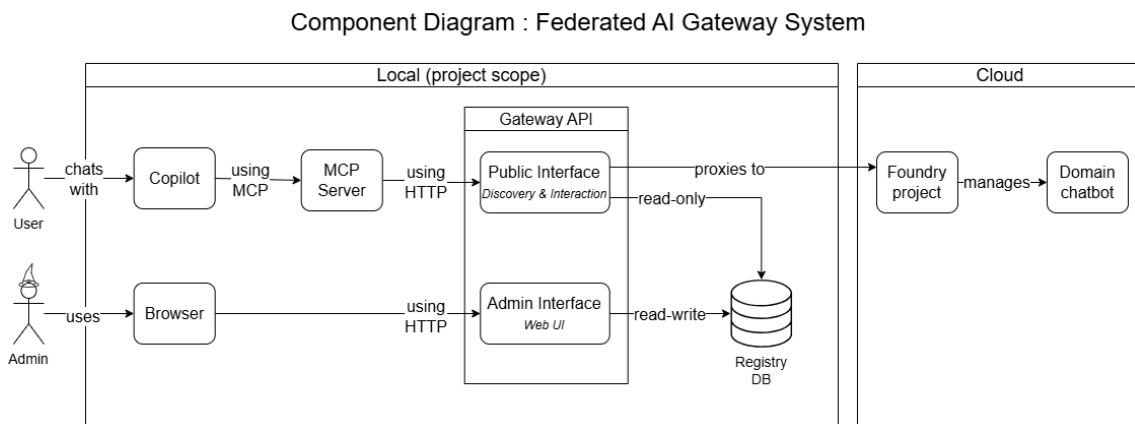 Component Diagram : Federated AI Gateway System
Local (project scope)
Cloud
Gateway API
User
chats
with
Copilot
using
MCP
MCP
Server
using
HTTP
Public Interface
Discovery & Interaction
proxies to
read-only
Foundry
project
manages
Domain
chatbot
Admin
uses
Browser
using
HTTP
Admin Interface
Web UI
read-write
Registry
DB